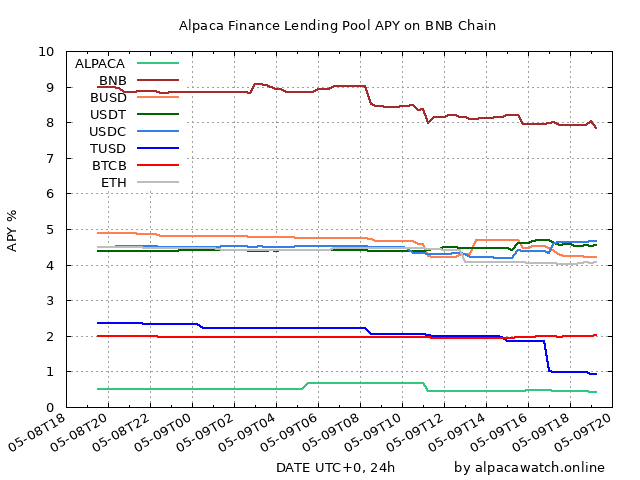 Alpaca Finance Lending Pool APY on BNB Chain
APY %
10
9
8
7
6
5
4
3
2
1
0
ALPACA
BNB
BUSD
USDT
USDC
TUSD
BTCB
ETH
05-08T18
05-08T20
05-08T22
05-09T00
05-09T02
05-09T04
05-09T06
05-09T08
05-09T10
05-09T12
05-09T14
05-09T16
05-09T18
05-09T20
DATE UTC+0, 24h
by alpacawatch.online